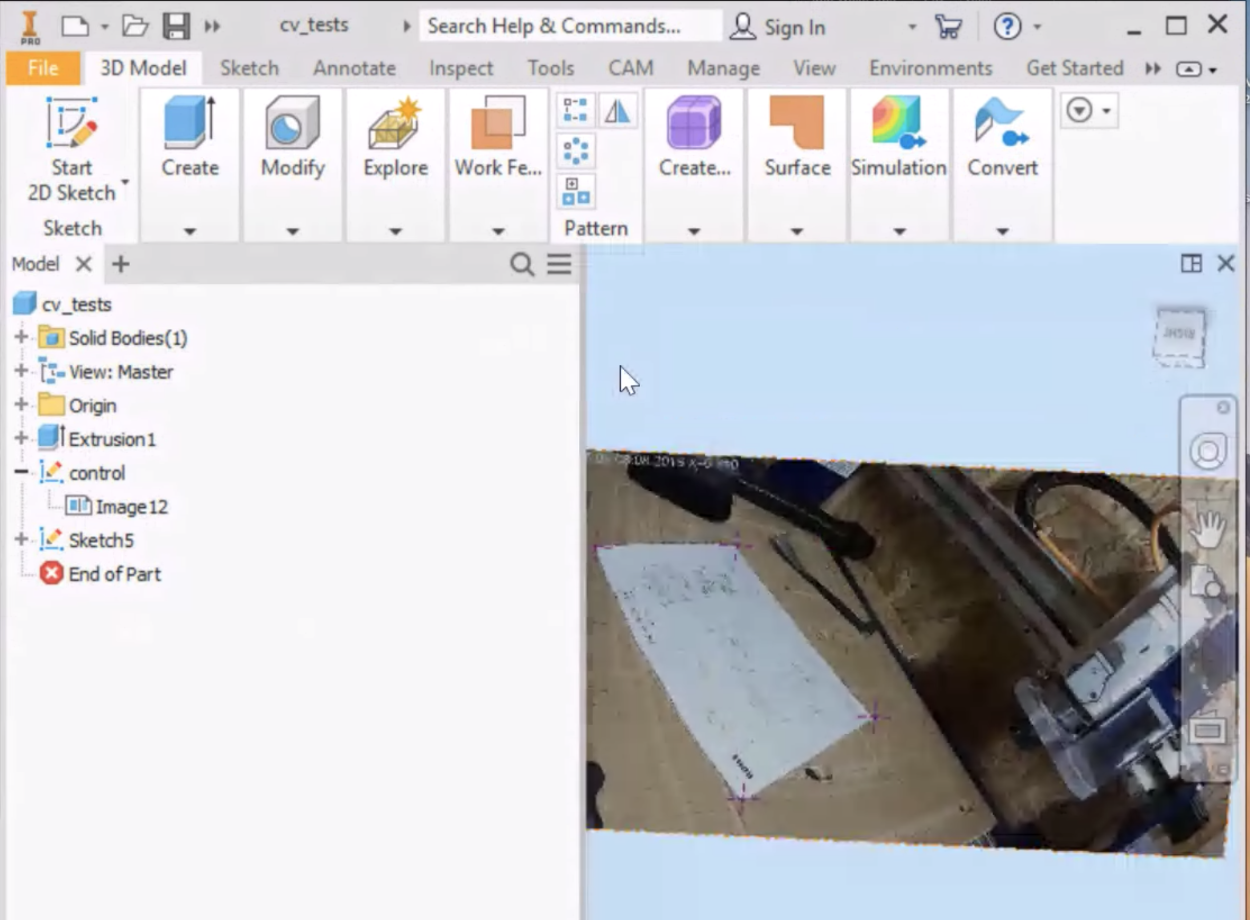 PRO
cv_tests
Search Help & Commands...
Sign In
File
3D Model
Sketch
Annotate
Inspect
Tools
CAM
Manage
View
Environments
Get Started
Start
2D Sketch
Create
Modify
Explore
Work Fe...
Create...
Surface
Simulation
Convert
Sketch
Pattern
Model
cv_tests
Solid Bodies(1)
View: Master
Origin
Extrusion1
control
Image12
Sketch5
End of Part